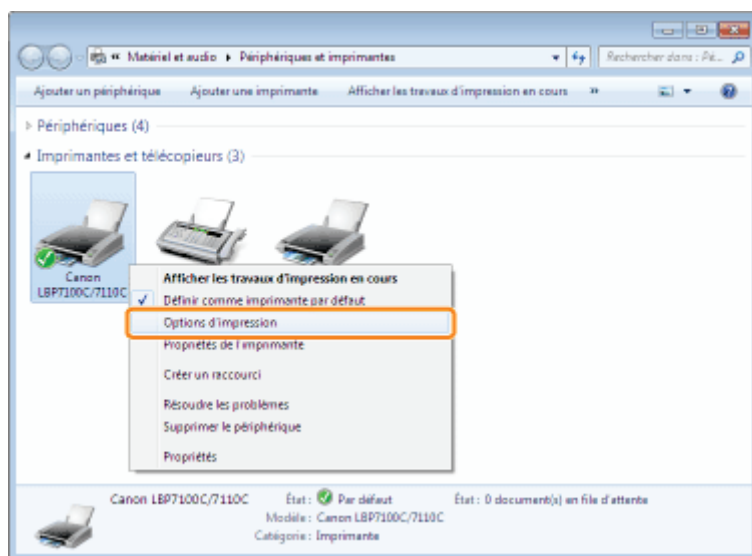 « Matériel et audio ▸ Périphériques et imprimantes
Rechercher dans : Pé...
Ajouter un périphérique Ajouter une imprimante Afficher les travaux d'impression en cours »
Périphériques (4)
Imprimantes et télécopieurs (3)
Canon
LBP7100C/7110C
Afficher les travaux d'impression en cours
Définir comme imprimante par défaut
Options d'impression
Propriétés de l'imprimante
Créer un raccourci
Résoudre les problèmes
Supprimer le périphérique
Propriétés
Canon LBP7100C/7110C État : Par défaut État : 0 document(s) en file d'attente
Modèle : Canon LBP7100C/7110C
Catégorie : Imprimante